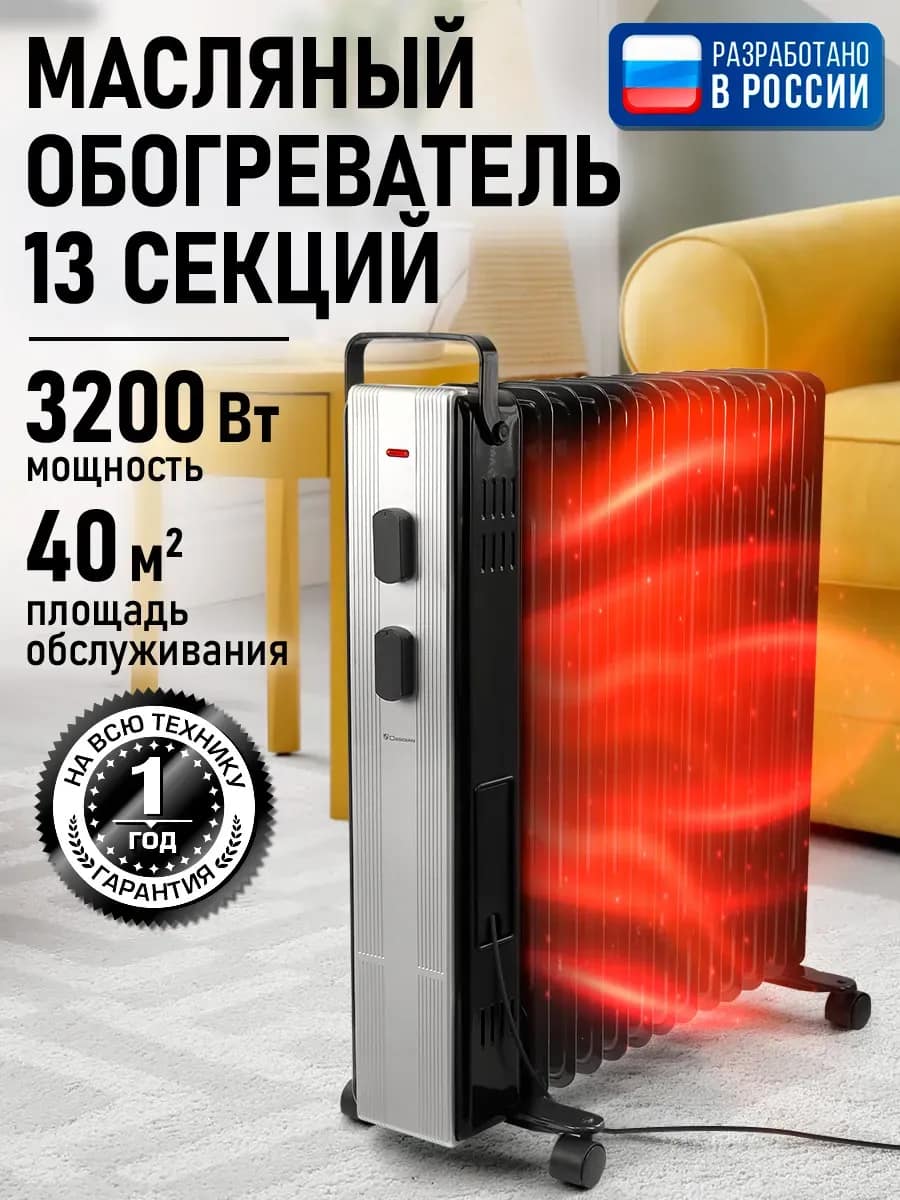 МАСЛЯНЫЙ
ОБОГРЕВАТЕЛЬ
13 СЕКЦИЙ
РАЗРАБОТАНО
В РОССИИ
3200 Вт
мощность
40 м²
площадь
обслуживания
НА ВСЮ ТЕХНИКУ
1
ГОД
ГАРАНТИЯ